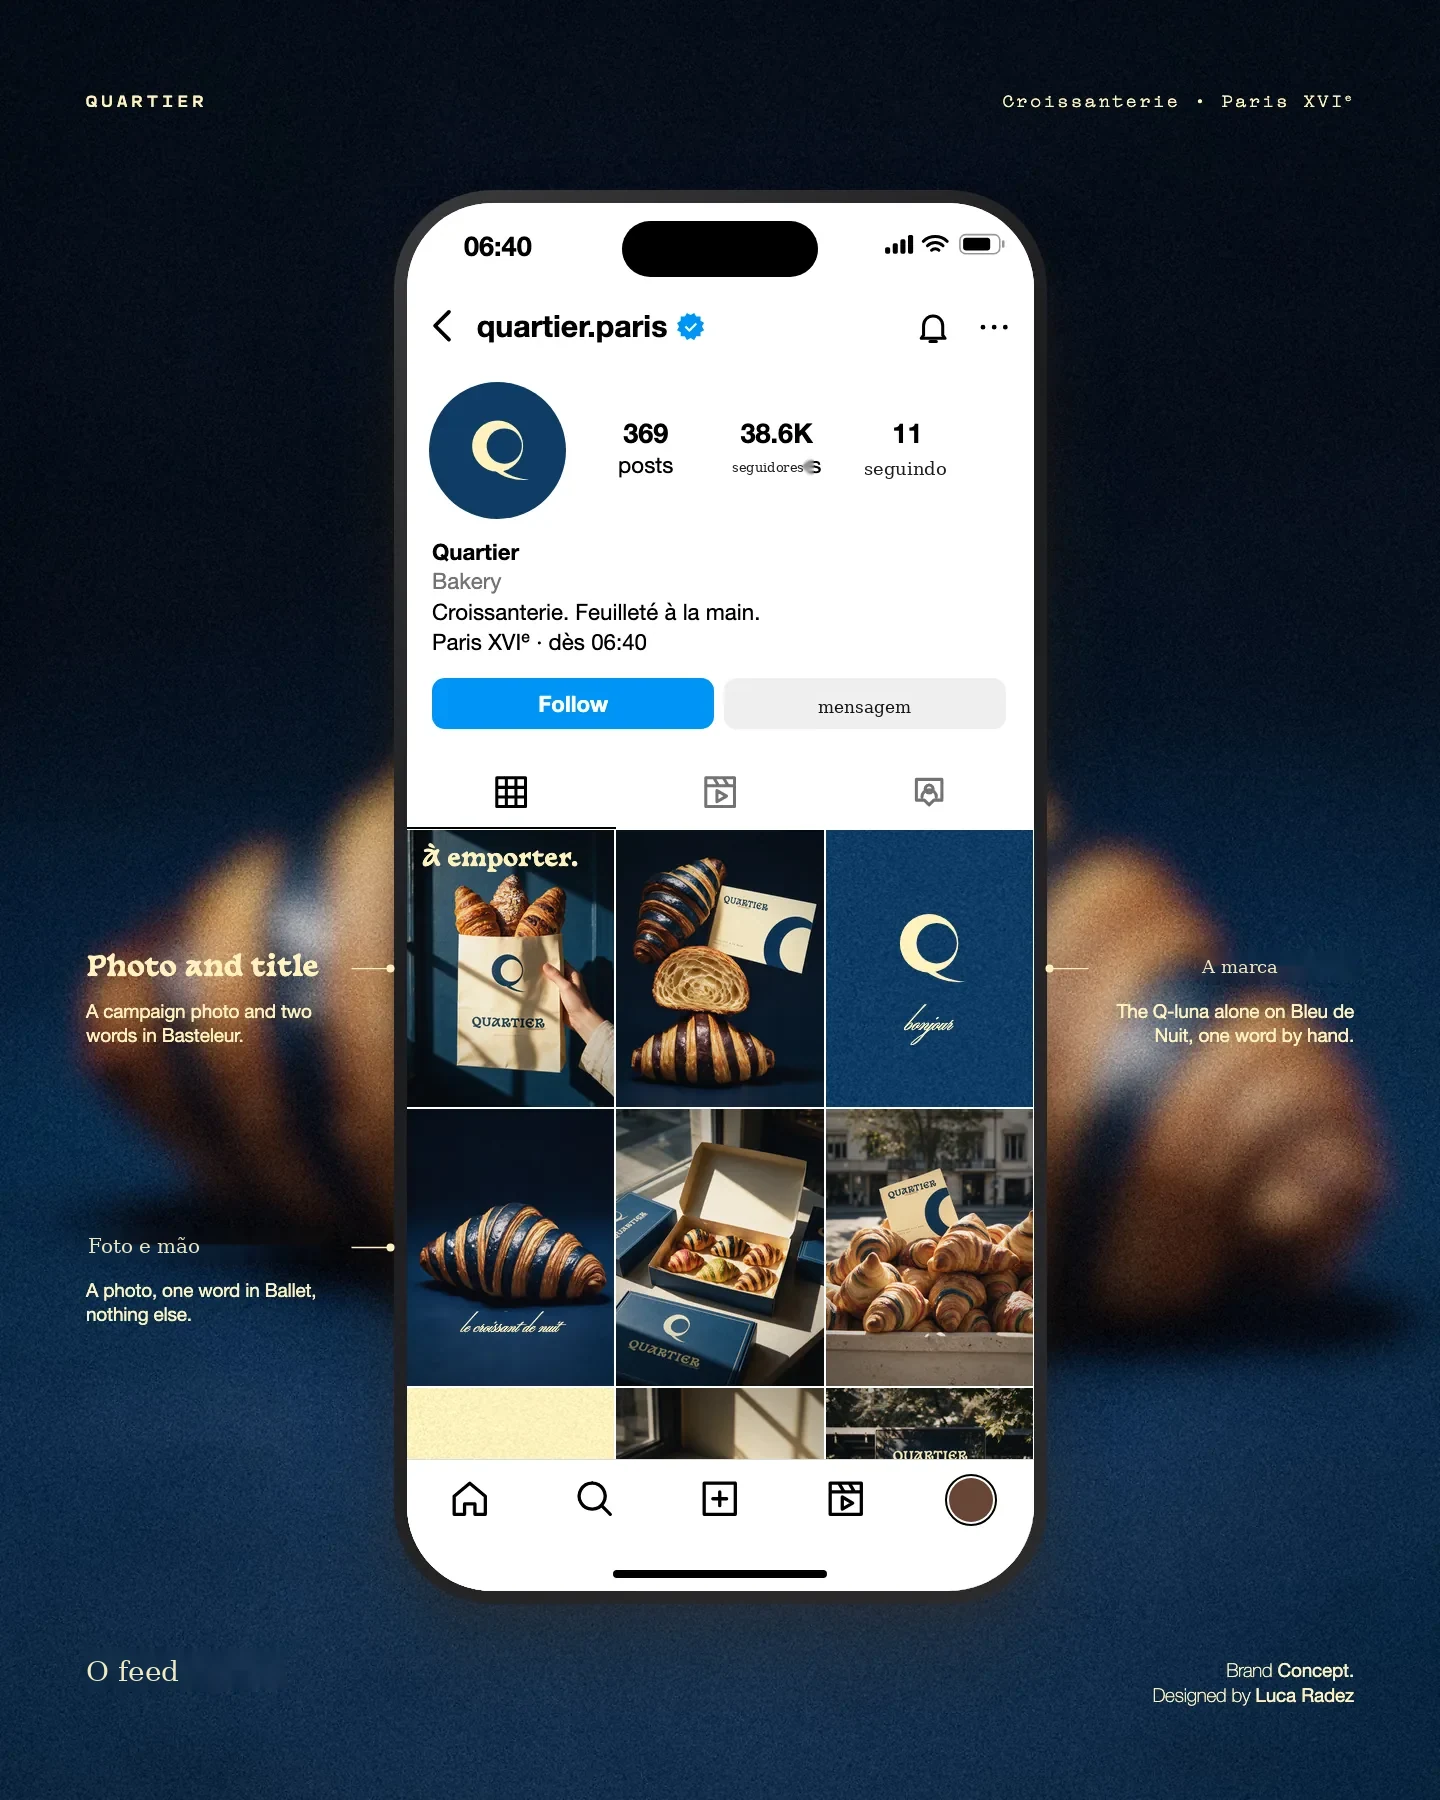 QUARTIER
Croissanterie • Paris XVIᵉ
06:40
quartier.paris
369
posts
38.6K
seguidores s
11
seguindo
Quartier
Bakery
Croissanterie. Feuilleté à la main.
Paris XVIᵉ · dès 06:40
Follow
mensagem
à emporter.
QUARTIER
QUARTIER
bonjour
Photo and title
A campaign photo and two
words in Basteleur.
A marca
The Q-luna alone on Bleu de
Nuit, one word by hand.
Foto e mão
A photo, one word in Ballet,
nothing else.
le croissant de nuit
QUARTIER
QUARTIER
QUARTIER
QUARTIER
O feed
Brand Concept.
Designed by Luca Radez